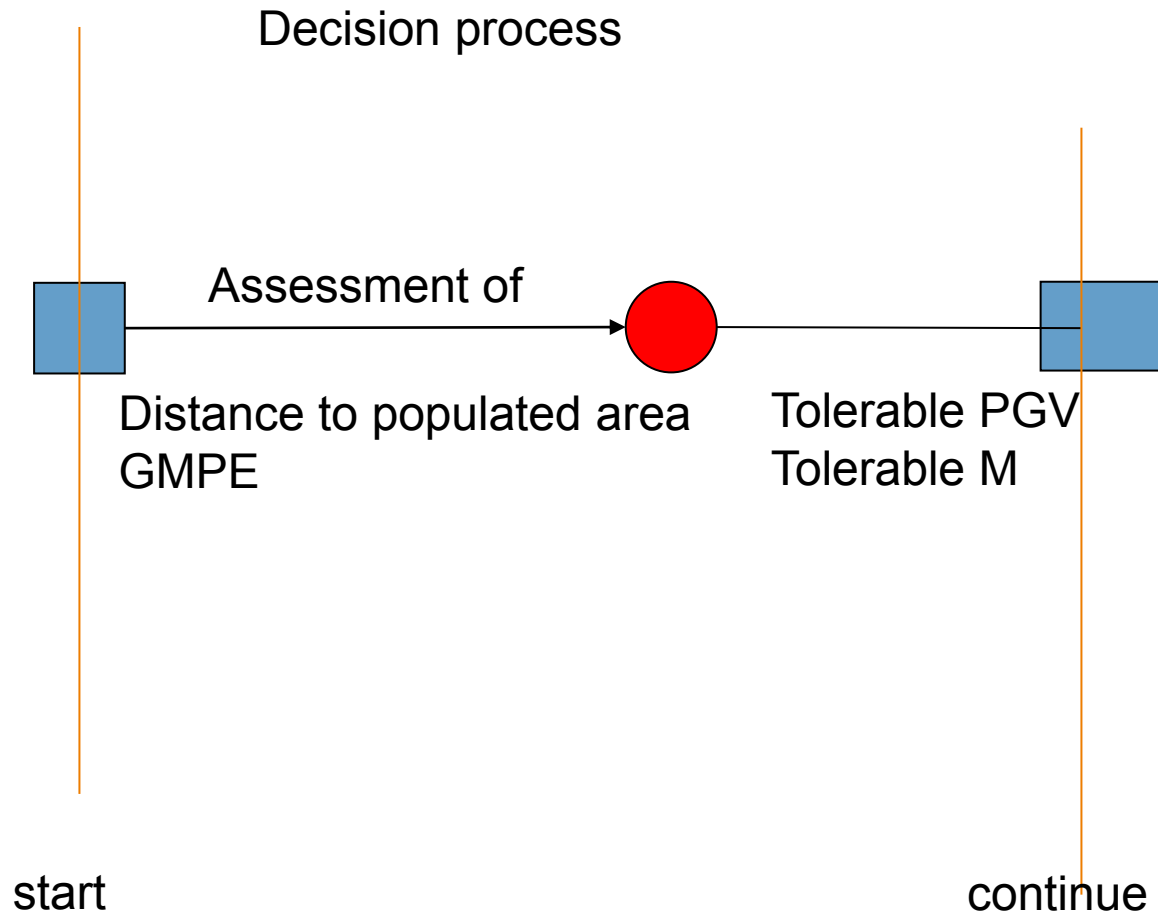 Decision process
Assessment of
Distance to populated area
GMPE
Tolerable PGV
Tolerable M
start
continue